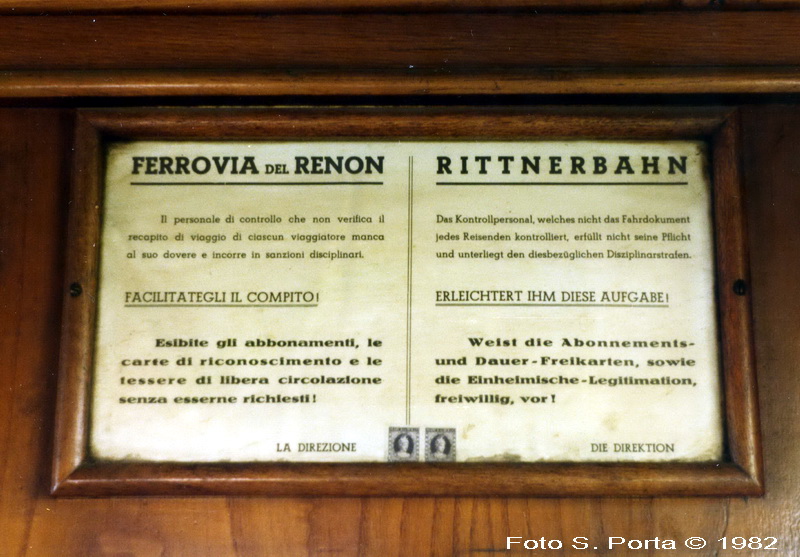 FERROVIA DEL RENON
Il personale di controllo che non verifica il
recapito di viaggio di ciascun viaggiatore manca
al suo dovere e incorre in sanzioni disciplinari.
FACILITATEGLI IL COMPITO!
Esibite gli abbonamenti, le
carte di riconoscimento e le
tessere di libera circolazione
senza esserne richiesti!
LA DIREZIONE
RITTNERBAHN
Das Kontrollpersonal, welches nicht das Fahrdokument
jedes Reisenden kontrolliert, erfüllt nicht seine Pflicht
und unterliegt den diesbezüglichen Disziplinarstrafen.
ERLEICHTERT IHM DIESE AUFGABE!
Weist die Abonnements-
und Dauer-Freikarten, sowie
die Einheimische-Legitimation,
freiwillig, vor!
DIE DIREKTION
Foto S. Porta © 1982